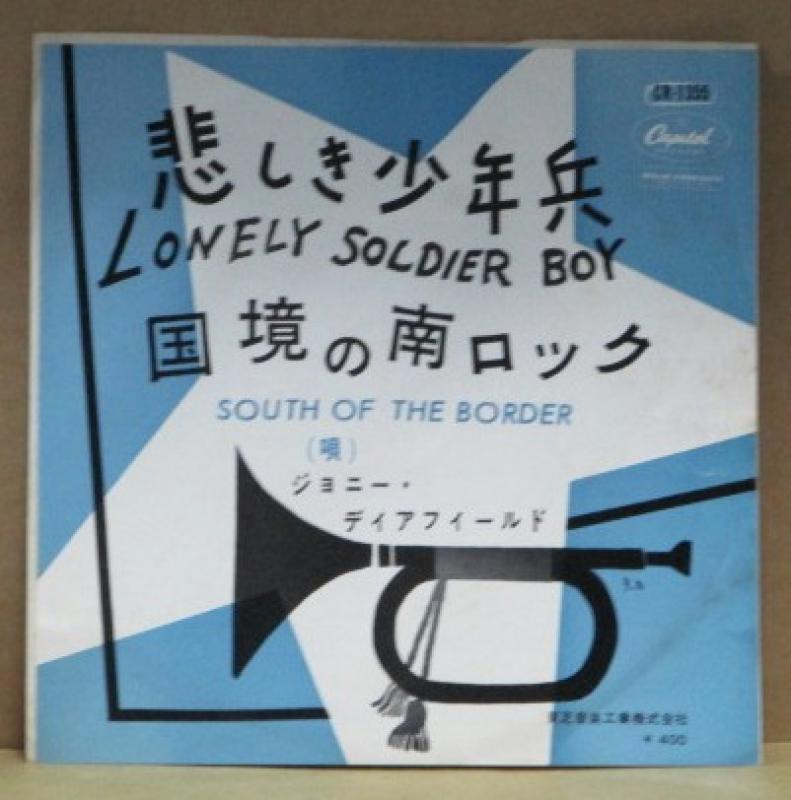 CR-1355
Capitol
悲しき少年兵
LONELY SOLDIER BOY
国境の南ロック
SOUTH OF THE BORDER
(唄)
ジョニー・
ディアフィールド
東芝音楽工業株式会社
¥400